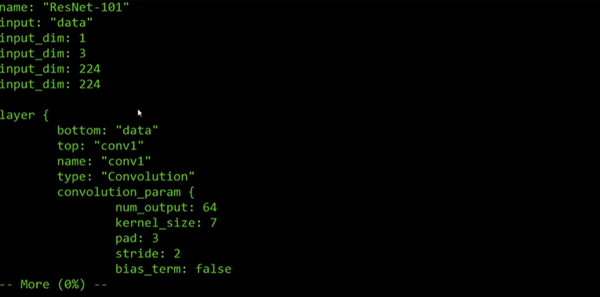 name: "ResNet-101"
input: "data"
input_dim: 1
input_dim: 3
input_dim: 224
input_dim: 224
layer {
bottom: "data"
top: "conv1"
name: "conv1"
type: "Convolution"
convolution_param {
num_output: 64
kernel_size: 7
pad: 3
stride: 2
bias_term: false
-- More (0%) --